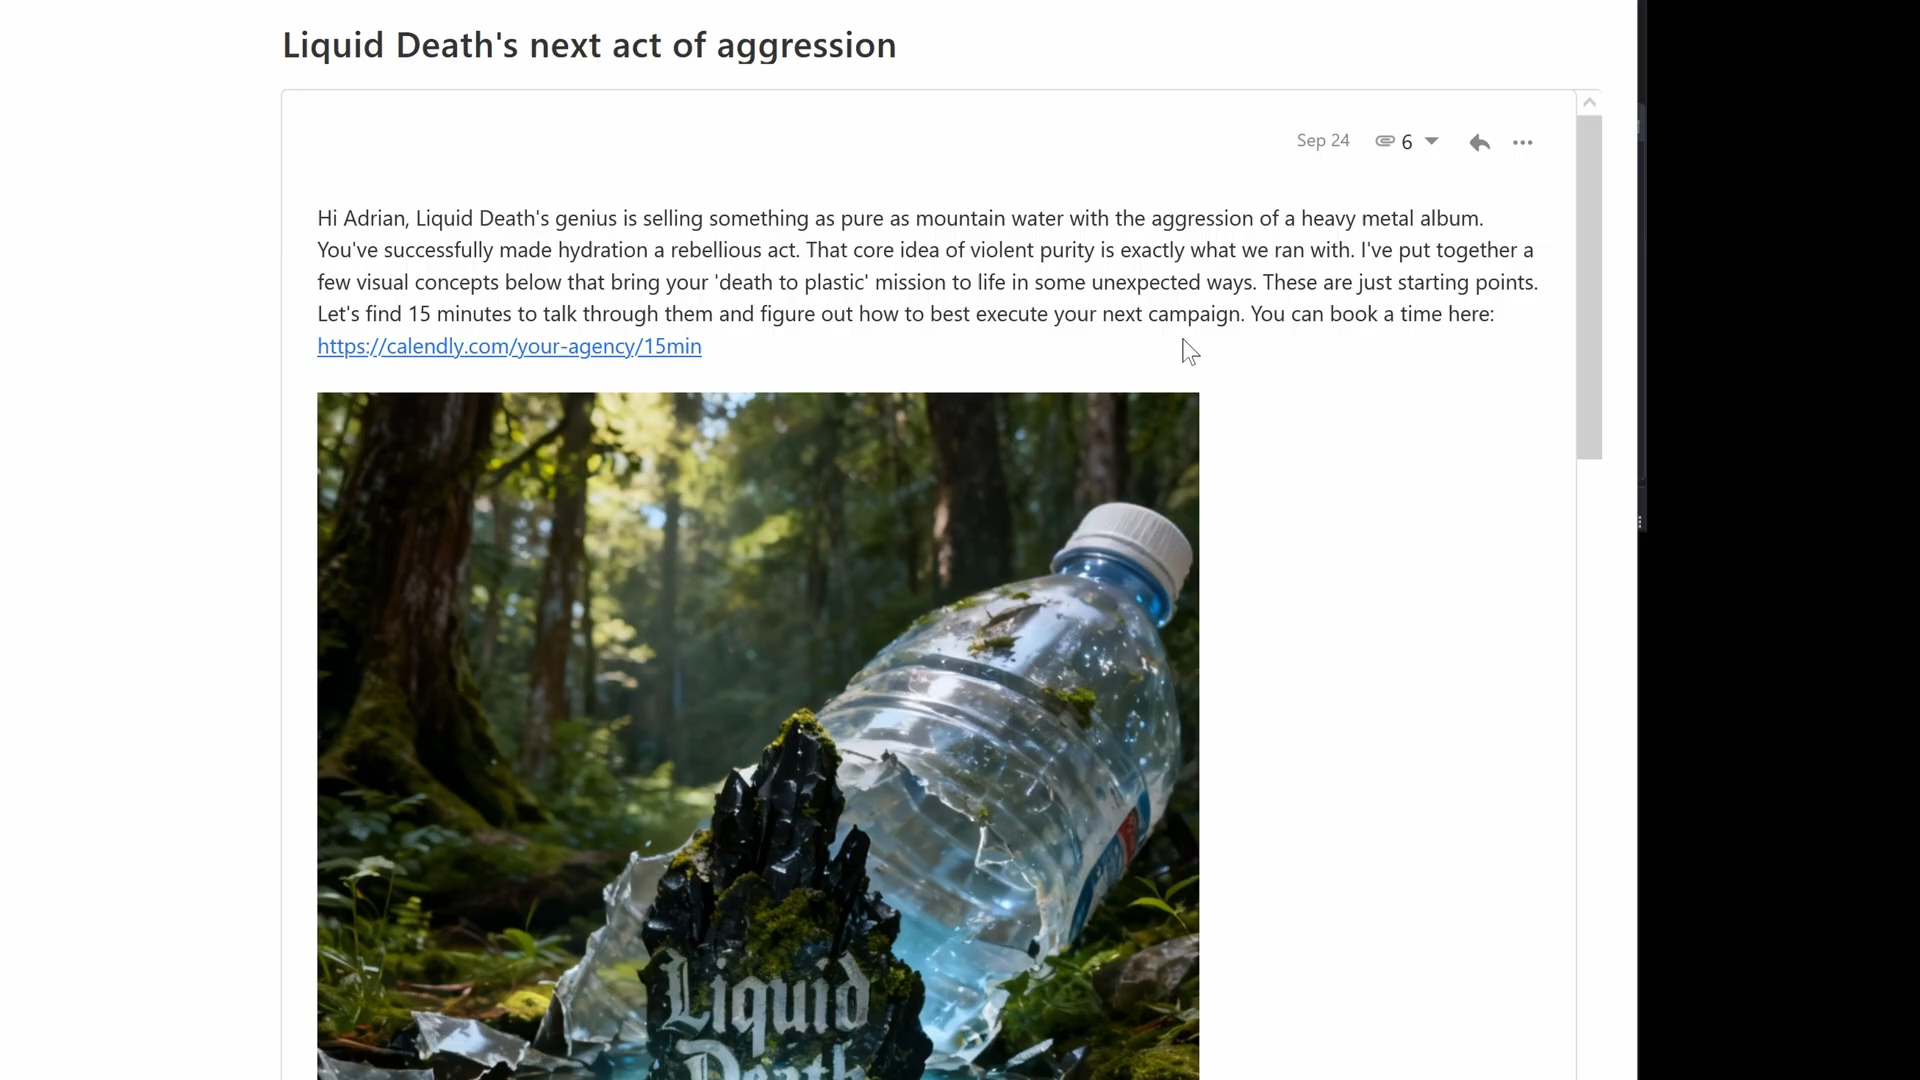 Liquid Death's next act of aggression
Sep 24 6
Hi Adrian, Liquid Death's genius is selling something as pure as mountain water with the aggression of a heavy metal album.
You've successfully made hydration a rebellious act. That core idea of violent purity is exactly what we ran with. I've put together a
few visual concepts below that bring your 'death to plastic' mission to life in some unexpected ways. These are just starting points.
Let's find 15 minutes to talk through them and figure out how to best execute your next campaign. You can book a time here:
https://calendly.com/your-agency/15min
Liquid
Death